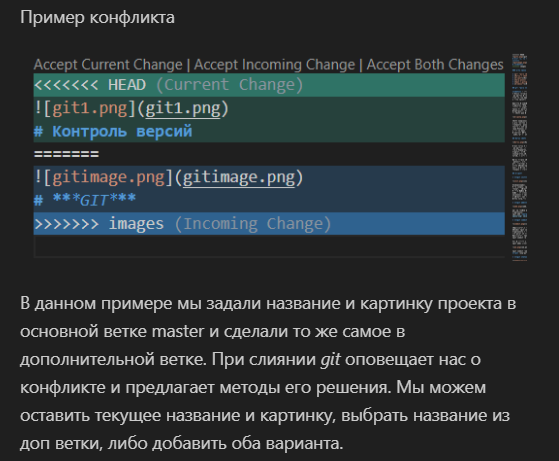 Пример конфликта
Accept Current Change | Accept Incoming Change | Accept Both Changes
<<<<<<< HEAD (Current Change)
![git1.png](git1.png)
# Контроль версий
=======
![gitimage.png](gitimage.png)
# ***GIT***
>>>>>>> images (Incoming Change)
В данном примере мы задали название и картинку проекта в
основной ветке master и сделали то же самое в
дополнительной ветке. При слиянии git оповещает нас о
конфликте и предлагает методы его решения. Мы можем
оставить текущее название и картинку, выбрать название из
доп ветки, либо добавить оба варианта.